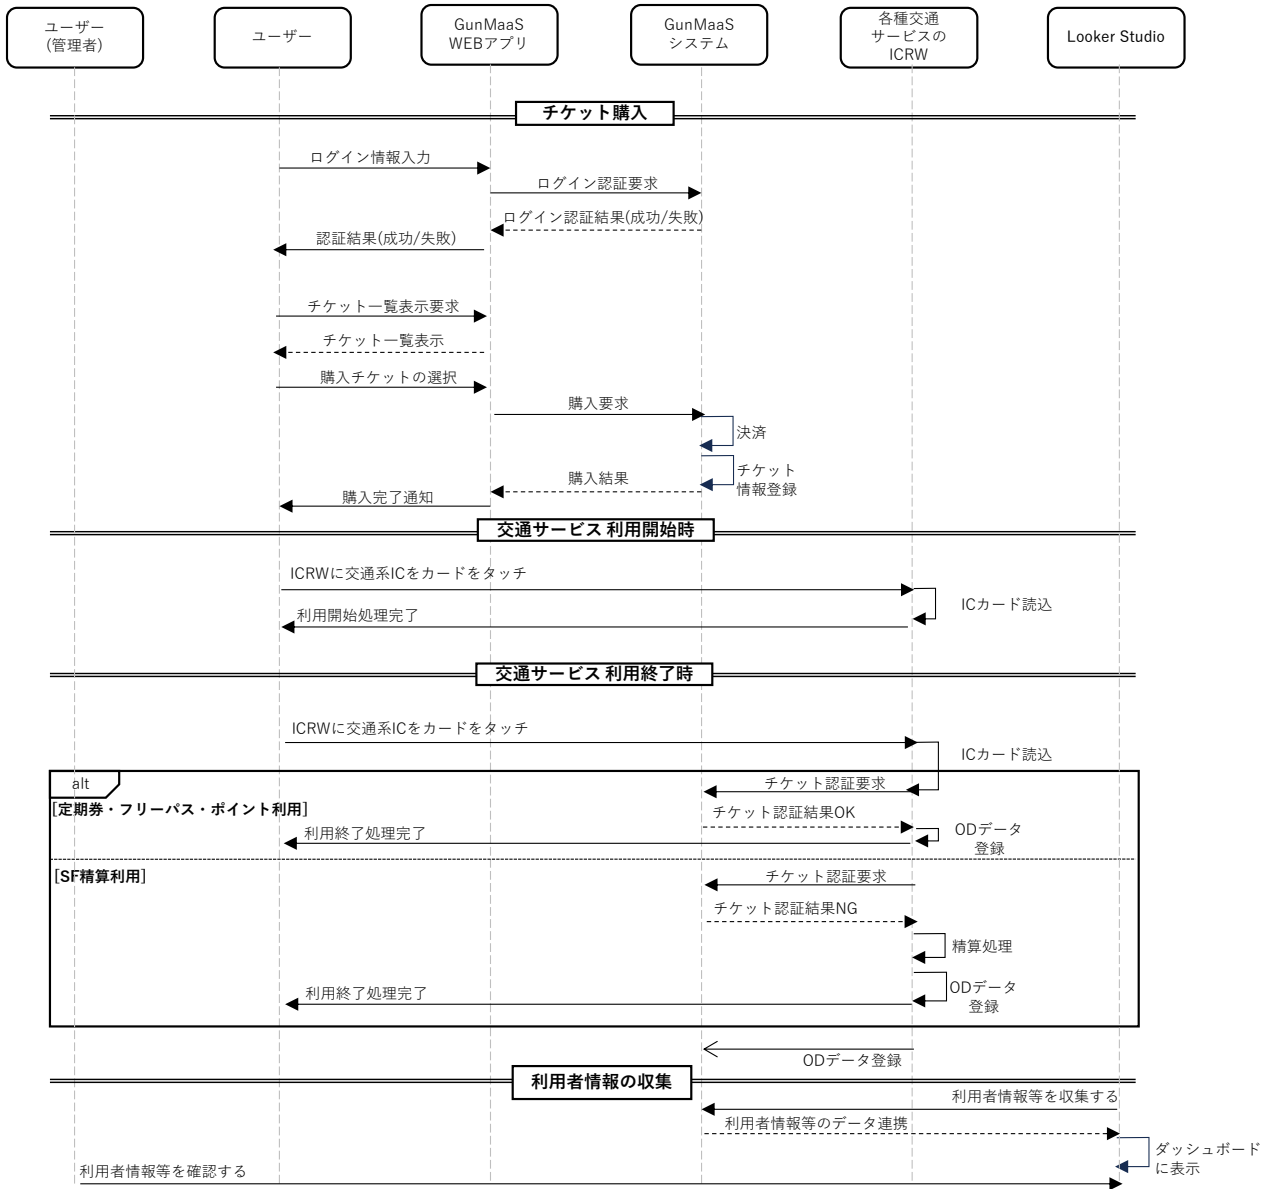 ユーザー
(管理者)
ユーザー
GunMaaS
WEBアプリ
GunMaaS
システム
各種交通
サービスの
ICRW
Looker Studio
チケット購入
ログイン情報入力
ログイン認証要求
ログイン認証結果(成功/失敗)
認証結果(成功/失敗)
チケット一覧表示要求
チケット一覧表示
購入チケットの選択
購入要求
決済
チケット
情報登録
購入結果
購入完了通知
交通サービス 利用開始時
ICRWに交通系ICをカードをタッチ
ICカード読込
利用開始処理完了
交通サービス 利用終了時
ICRWに交通系ICをカードをタッチ
ICカード読込
alt
チケット認証要求
[定期券・フリーパス・ポイント利用]
チケット認証結果OK
利用終了処理完了
ODデータ
登録
[SF精算利用]
チケット認証要求
チケット認証結果NG
精算処理
利用終了処理完了
ODデータ
登録
ODデータ登録
利用者情報の収集
利用者情報等を収集する
利用者情報等のデータ連携
ダッシュボード
に表示
利用者情報等を確認する